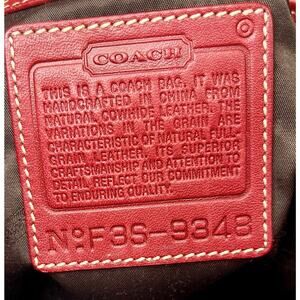 COACH
THIS IS A COACH BAG. IT WAS
HANDCRAFTED IN CHINA FROM
NATURAL COWHIDE LEATHER. THE
VARIATIONS IN THE GRAIN ARE
CHARACTERISTIC OF NATURAL FULL-
GRAIN LEATHER. ITS SUPERIOR
CRAFTSMANSHIP AND ATTENTION TO
DETAIL REFLECT OUR COMMITMENT
TO ENDURING QUALITY.
No F3S-9348